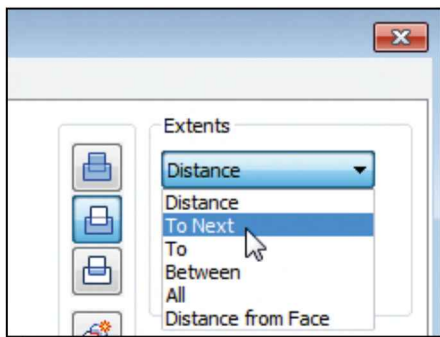 Extents
Distance
Distance
To Next
To
Between
All
Distance from Face